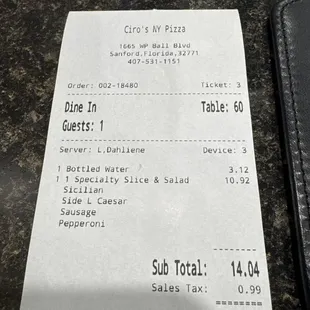 Ciro's NY Pizza
1665 WP Ball Blvd
Sanford,Florida,32771
407-531-1151
Order: 002-18480 Ticket: 3
Dine In Table: 60
Guests: 1
Server: L,Dahliene Device: 3
1 Bottled Water 3.12
1 1 Specialty Slice & Salad 10.92
Sicilian
Side L Caesar
Sausage
Pepperoni
Sub Total: 14.04
Sales Tax: 0.99
========